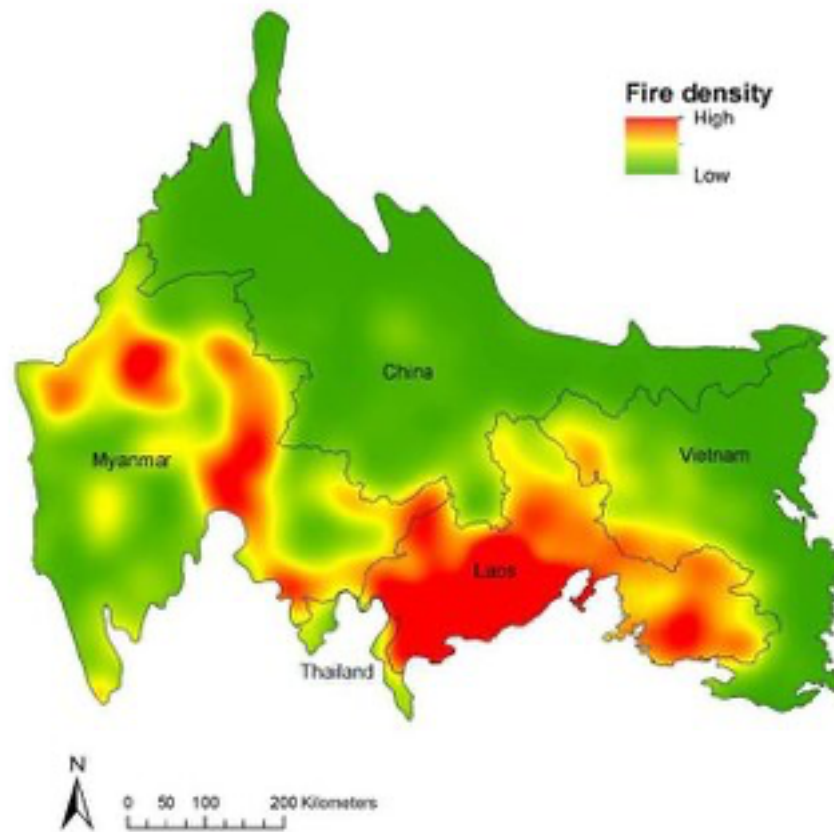 Fire density
High
Low
China
Myanmar
Vietnam
Laos
Thailand
N
0 50 100 200 Kilometers